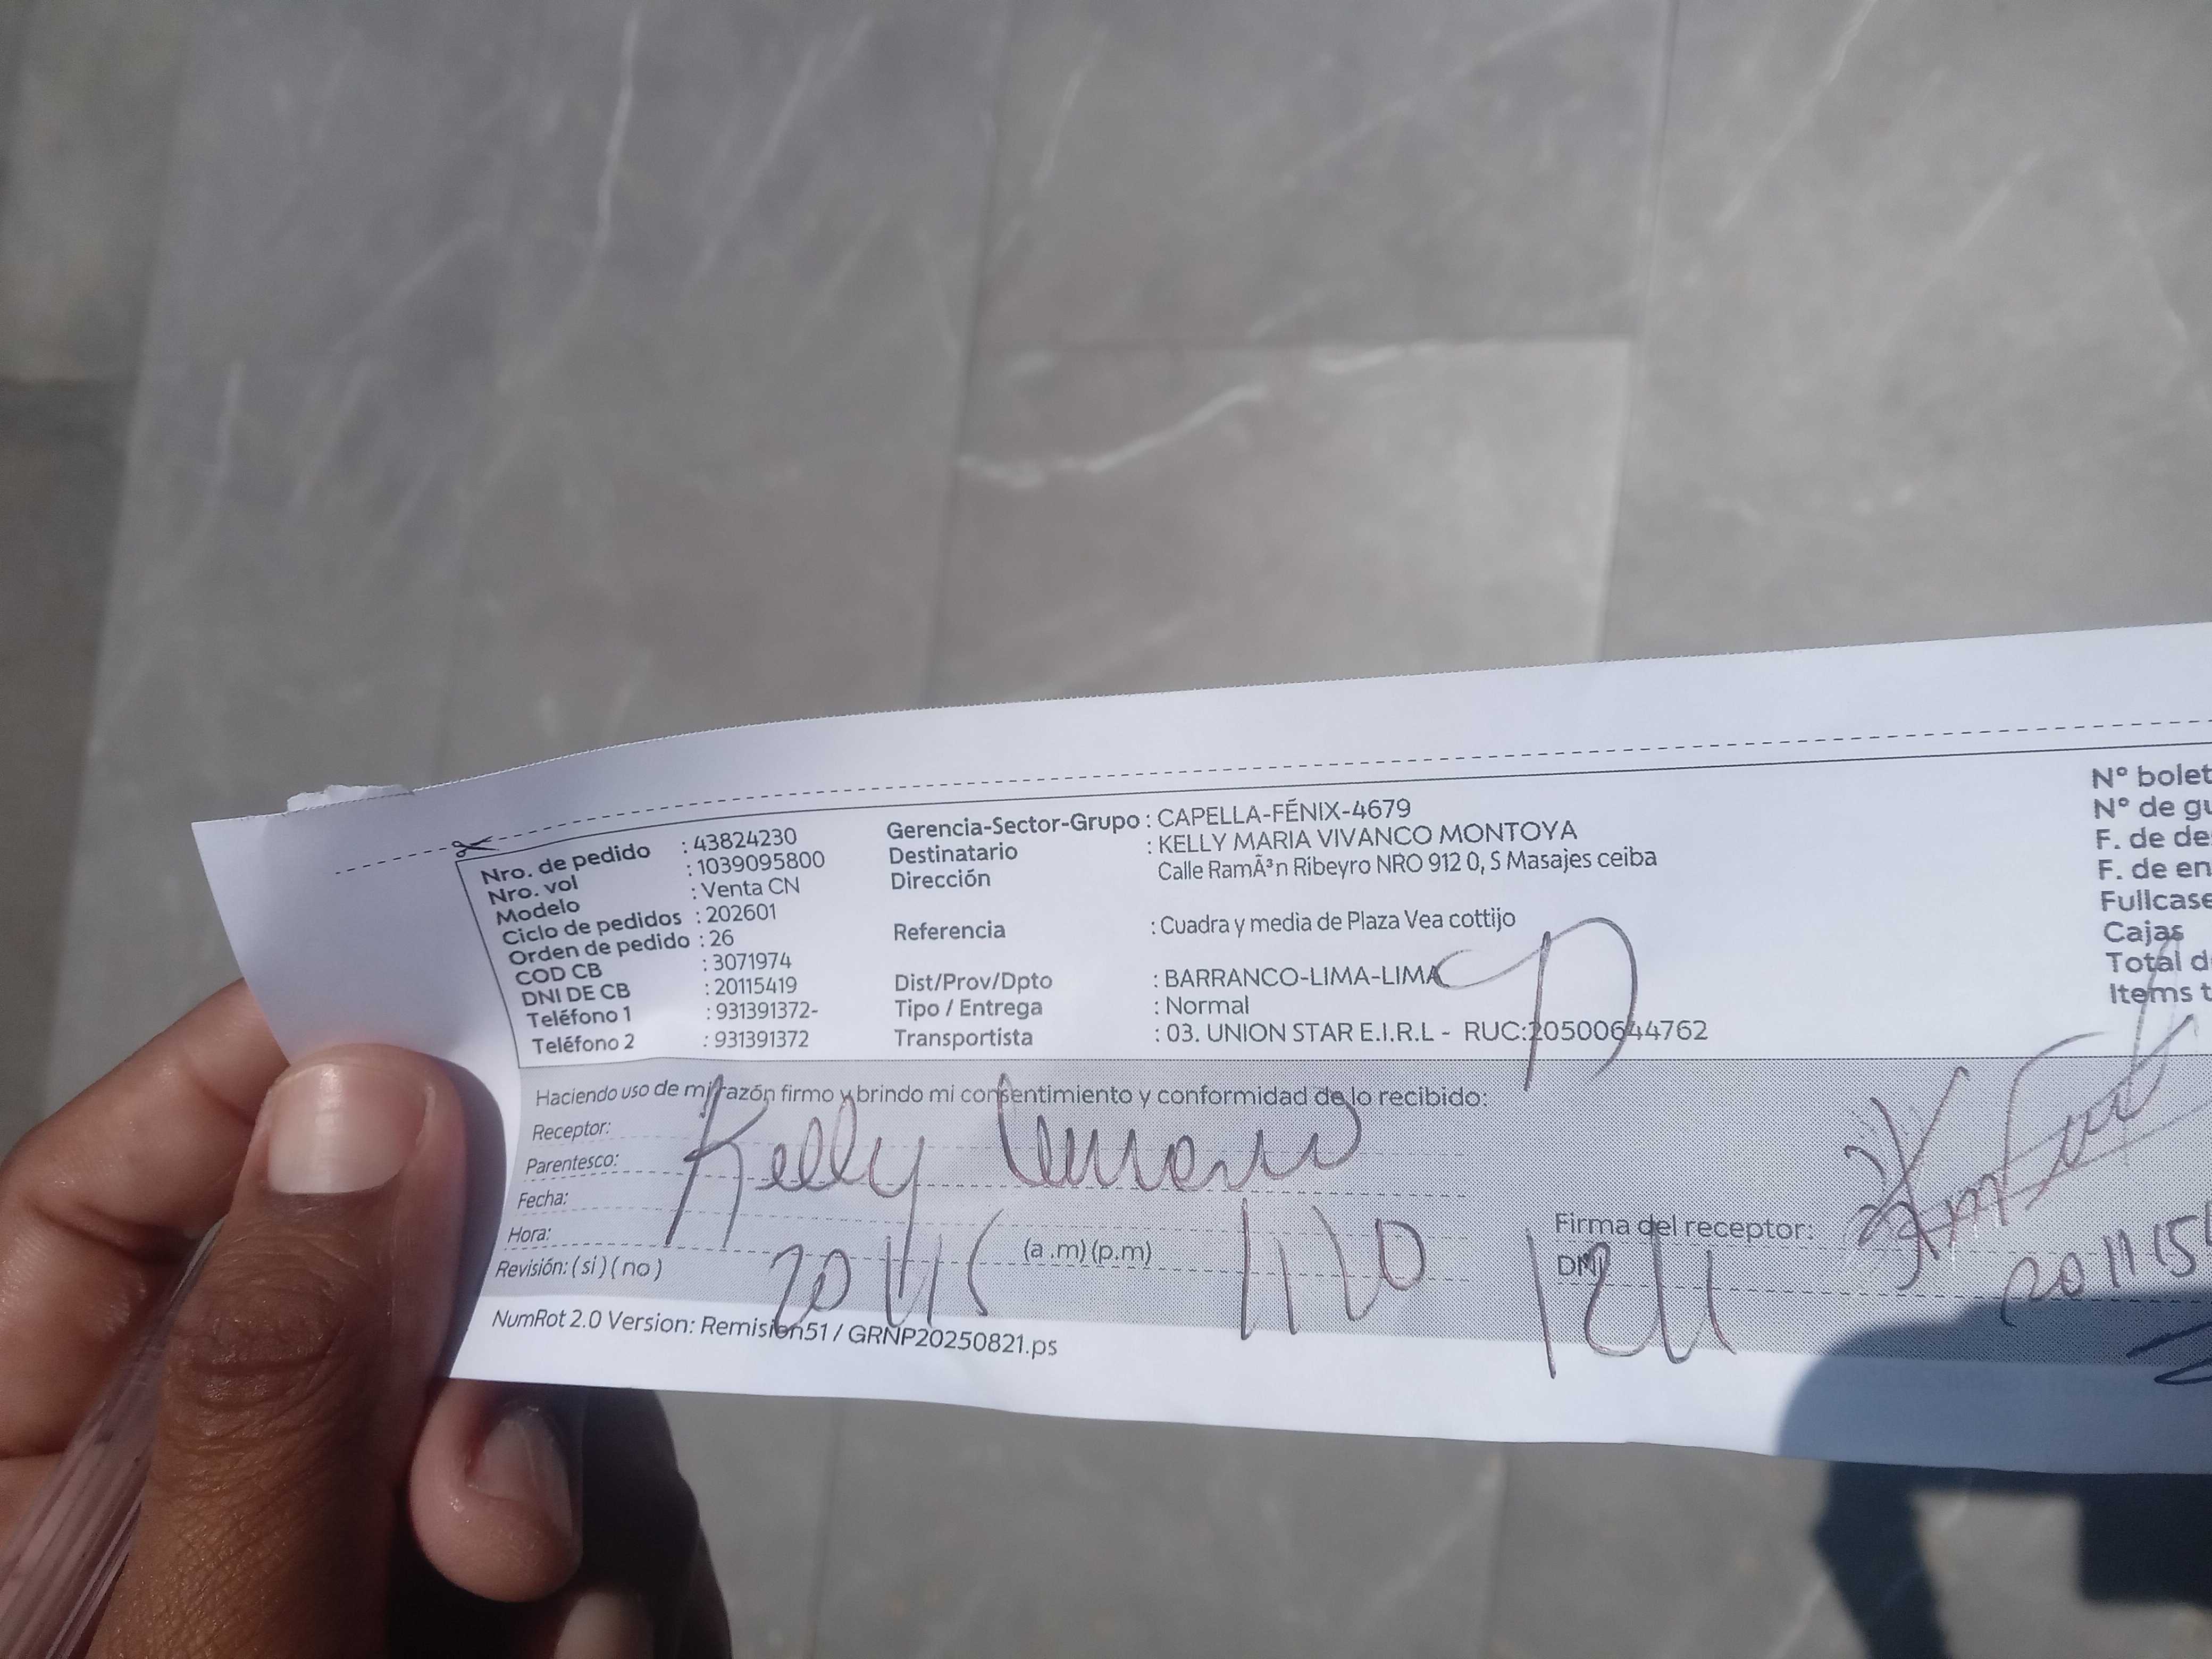 Nro. de pedido : 43824230
Nro. vol : 1039095800
Modelo : Venta CN
Ciclo de pedidos : 202601
Orden de pedido : 26
COD CB : 3071974
DNI DE CB : 20115419
Teléfono 1 : 931391372-
Teléfono 2 : 931391372
Gerencia-Sector-Grupo : CAPELLA-FÉNIX-4679
Destinatario : KELLY MARIA VIVANCO MONTOYA
Dirección Calle RamÃ³n Ribeyro NRO 912 0, S Masajes ceiba
Referencia : Cuadra y media de Plaza Vea cottijo
Dist/Prov/Dpto : BARRANCO-LIMA-LIMA
Tipo / Entrega : Normal
Transportista : 03. UNION STAR E.I.R.L - RUC:20500644762
N° bolet
N° de gu
F. de de
F. de en
Fullcase
Cajas
Total d
Items t
Haciendo uso de mi razón firmo y brindo mi consentimiento y conformidad de lo recibido:
Receptor: Kelly
Parentesco:
Fecha:
Hora: (a .m) (p.m)
Revisión: ( si ) ( no )
Firma del receptor:
DNI 201154
NumRot 2.0 Version: Remision51 / GRNP20250821.ps